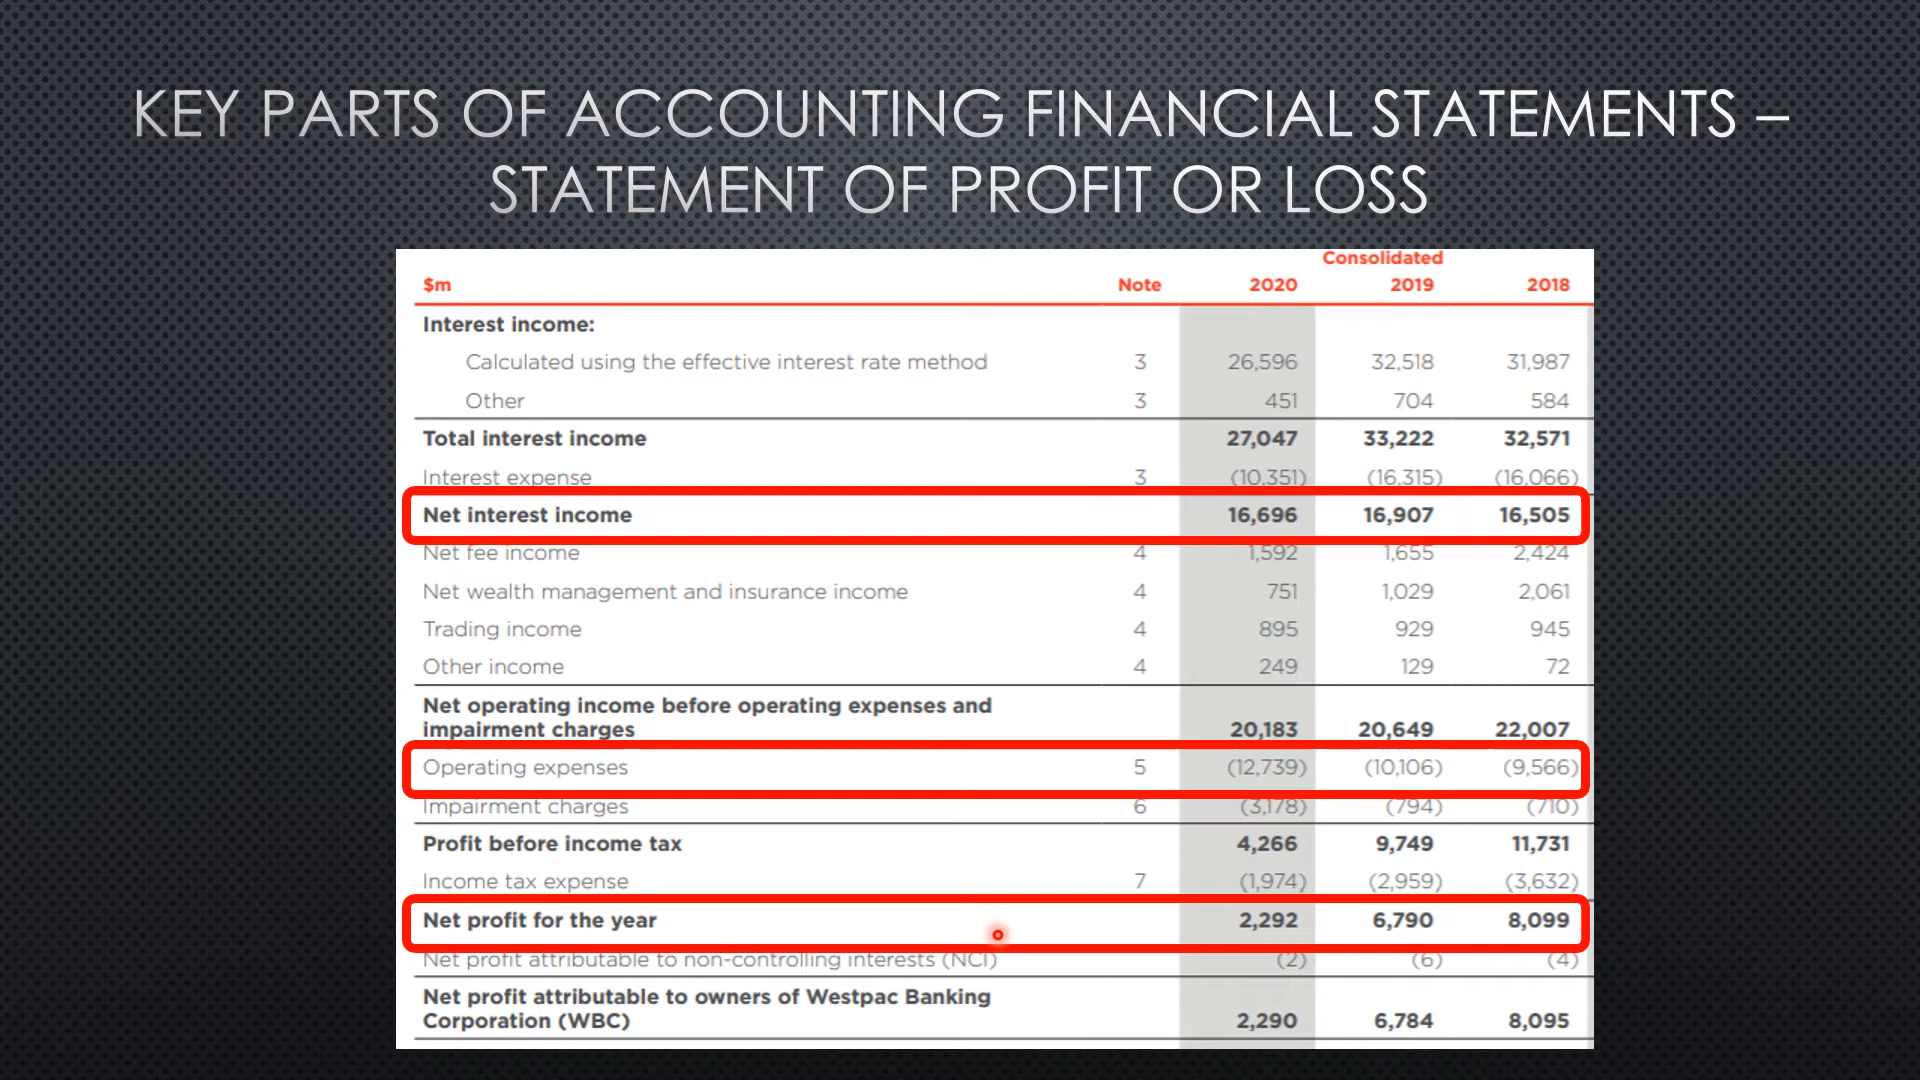 KEY PARTS OF ACCOUNTING FINANCIAL STATEMENTS –
STATEMENT OF PROFIT OR LOSS
Consolidated
$m Note 2020 2019 2018
Interest income:
Calculated using the effective interest rate method 3 26,596 32,518 31,987
Other 3 451 704 584
Total interest income 27,047 33,222 32,571
Interest expense 3 (10,351) (16,315) (16,066)
Net interest income 16,696 16,907 16,505
Net fee income 4 1,592 1,655 2,424
Net wealth management and insurance income 4 751 1,029 2,061
Trading income 4 895 929 945
Other income 4 249 129 72
Net operating income before operating expenses and
impairment charges 20,183 20,649 22,007
Operating expenses 5 (12,739) (10,106) (9,566)
Impairment charges 6 (3,178) (794) (710)
Profit before income tax 4,266 9,749 11,731
Income tax expense 7 (1,974) (2,959) (3,632)
Net profit for the year 2,292 6,790 8,099
Net profit attributable to non-controlling interests (NCI) (2) (6) (4)
Net profit attributable to owners of Westpac Banking
Corporation (WBC) 2,290 6,784 8,095